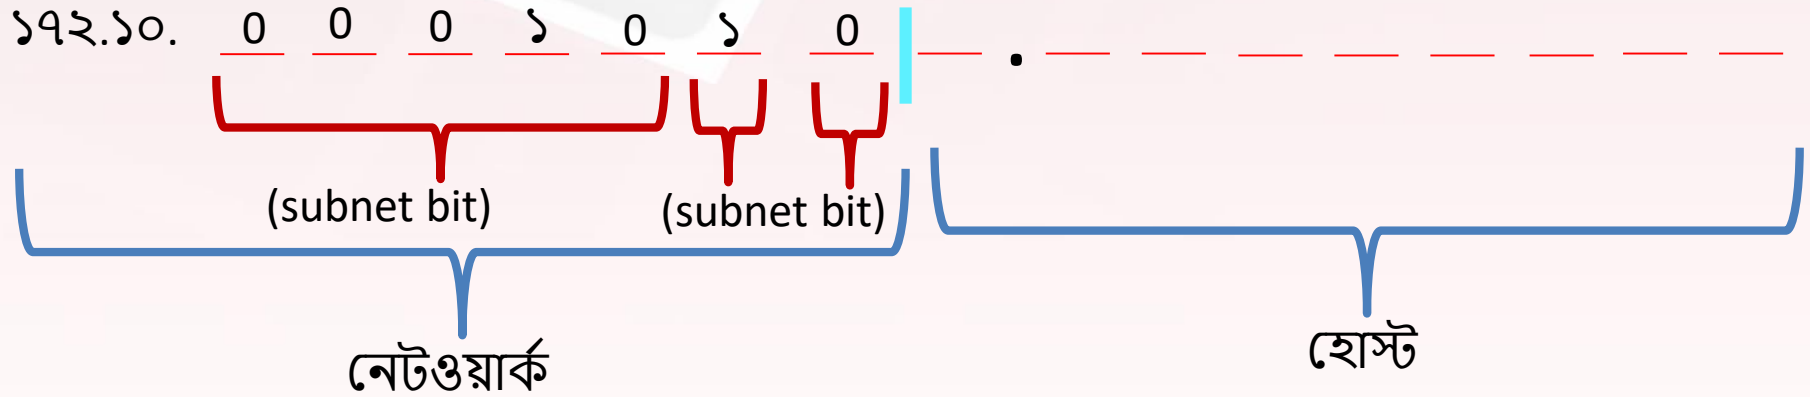 ১৭২.১০. 0 0 0 ১ 0 ১ 0 .
(subnet bit) (subnet bit)
নেটওয়ার্ক
হোস্ট